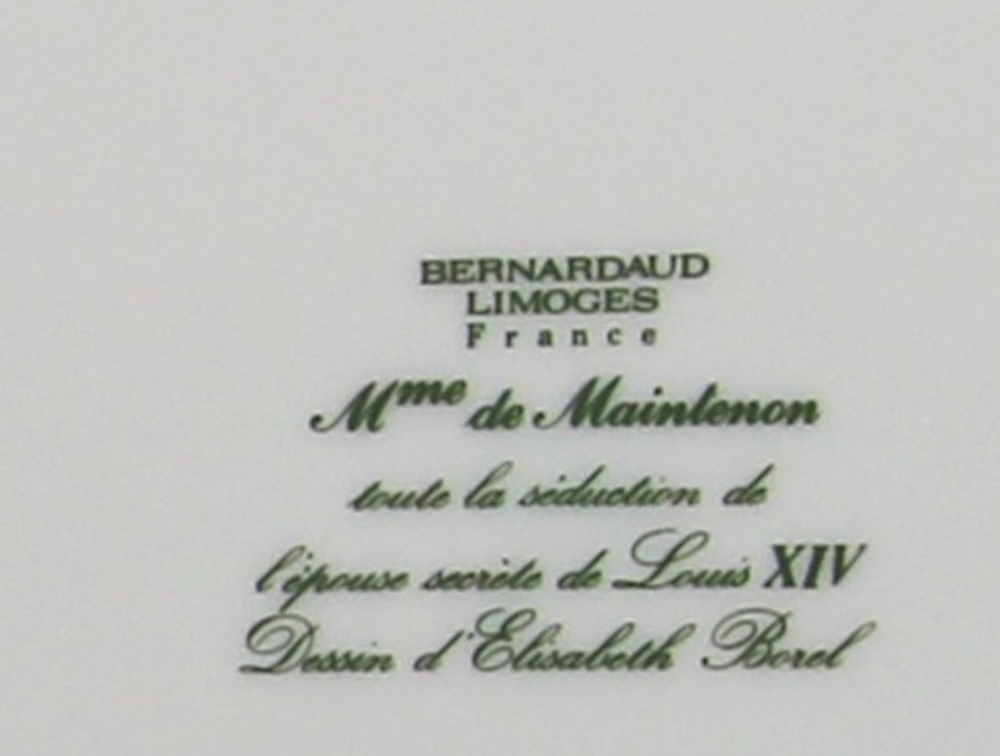 BERNARDAUD
LIMOGES
France
Mme de Maintenon
toute la séduction de
l'épouse secrète de Louis XIV
Dessin d'Elisabeth Borel